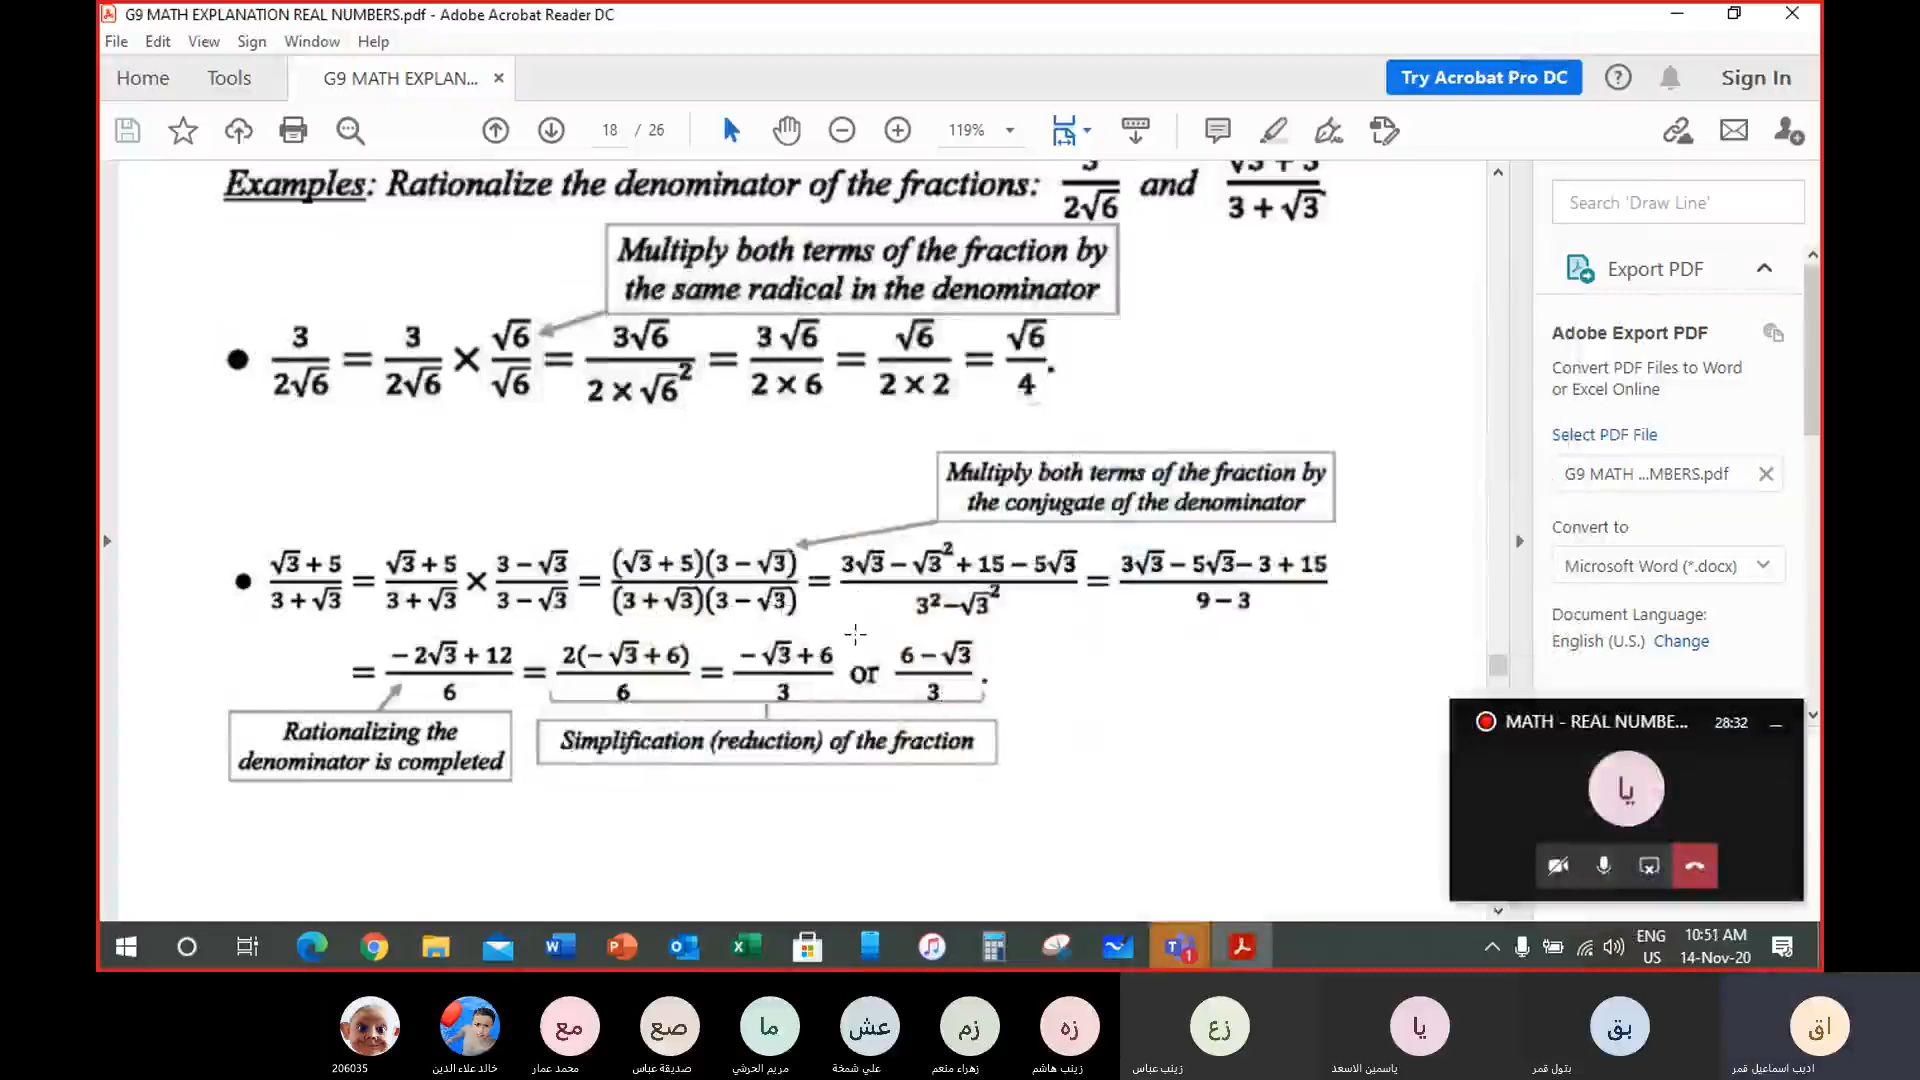 G9 MATH EXPLANATION REAL NUMBERS.pdf - Adobe Acrobat Reader DC
File Edit View Sign Window Help
Home Tools G9 MATH EXPLAN... × Try Acrobat Pro DC Sign In
18 / 26 119%
Examples: Rationalize the denominator of the fractions: 3/2√6 and √3 + 5/3 + √3
Multiply both terms of the fraction by
the same radical in the denominator
● 3/2√6 = 3/2√6 × √6/√6 = 3√6/2 × √6² = 3 √6/2 × 6 = √6/2 × 2 = √6/4.
Multiply both terms of the fraction by
the conjugate of the denominator
● √3 + 5/3 + √3 = √3 + 5/3 + √3 × 3 − √3/3 − √3 = (√3 + 5)(3 − √3)/(3 + √3)(3 − √3) = 3√3 − √3² + 15 − 5√3/3² − √3² = 3√3 − 5√3 − 3 + 15/9 − 3
= − 2√3 + 12/6 = 2(− √3 + 6)/6 = − √3 + 6/3 or 6 − √3/3.
Rationalizing the
denominator is completed
Simplification (reduction) of the fraction
Search 'Draw Line'
Export PDF
Adobe Export PDF
Convert PDF Files to Word
or Excel Online
Select PDF File
G9 MATH ...MBERS.pdf
Convert to
Microsoft Word (*.docx)
Document Language:
English (U.S.) Change
MATH - REAL NUMBE... 28:32
يا
ENG
US
10:51 AM
14-Nov-20
مع صع ما عش زم زه زع يا بق اق
206035 خالد علاء الدين محمد عمار صديقة عباس مريم الحرشي علي شمخة زهراء منعم زينب هاشم زينب عباس ياسمين الاسعد بتول قمر اديب اسماعيل قمر